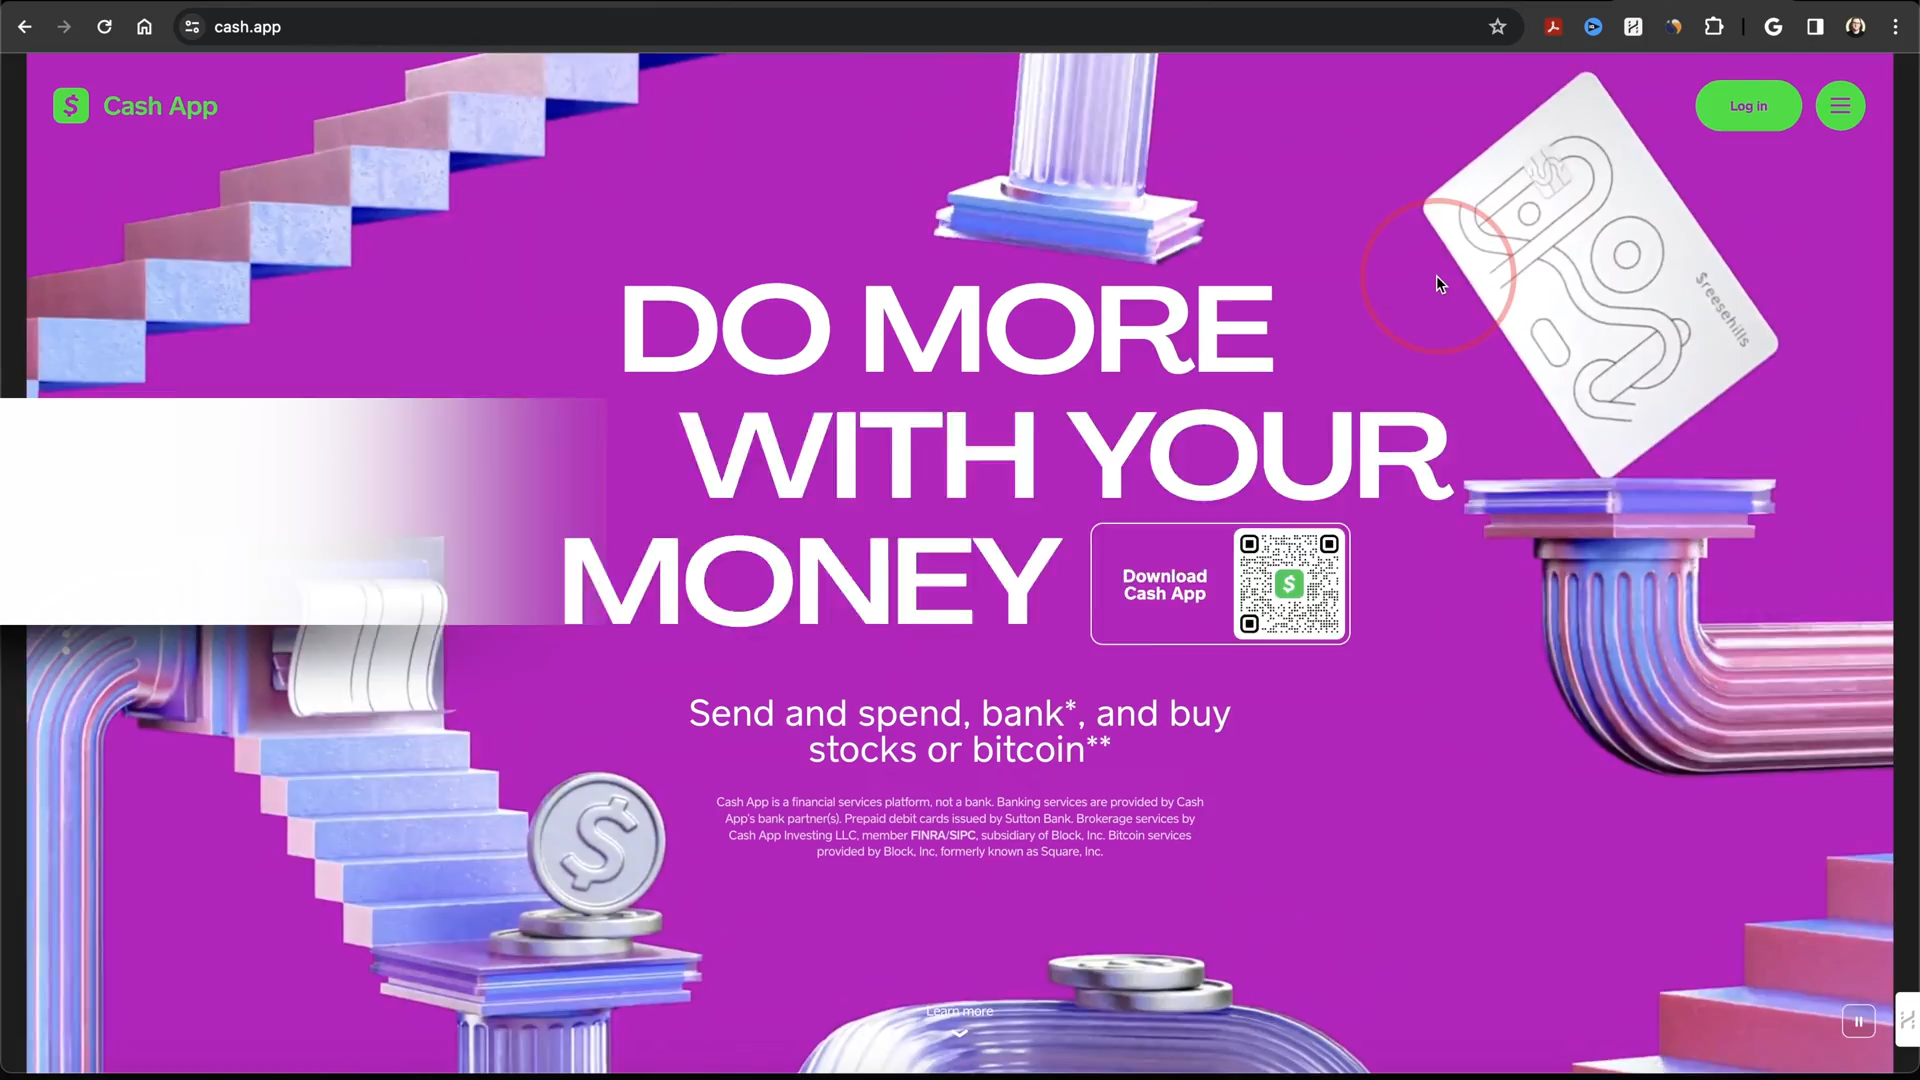 cash.app
Cash App
Log in
$reesehills
DO MORE
WITH YOUR
MONEY
Download
Cash App
Send and spend, bank*, and buy
stocks or bitcoin**
Cash App is a financial services platform, not a bank. Banking services are provided by Cash
App's bank partner(s). Prepaid debit cards issued by Sutton Bank. Brokerage services by
Cash App Investing LLC, member FINRA/SIPC, subsidiary of Block, Inc. Bitcoin services
provided by Block, Inc, formerly known as Square, Inc.
Learn more